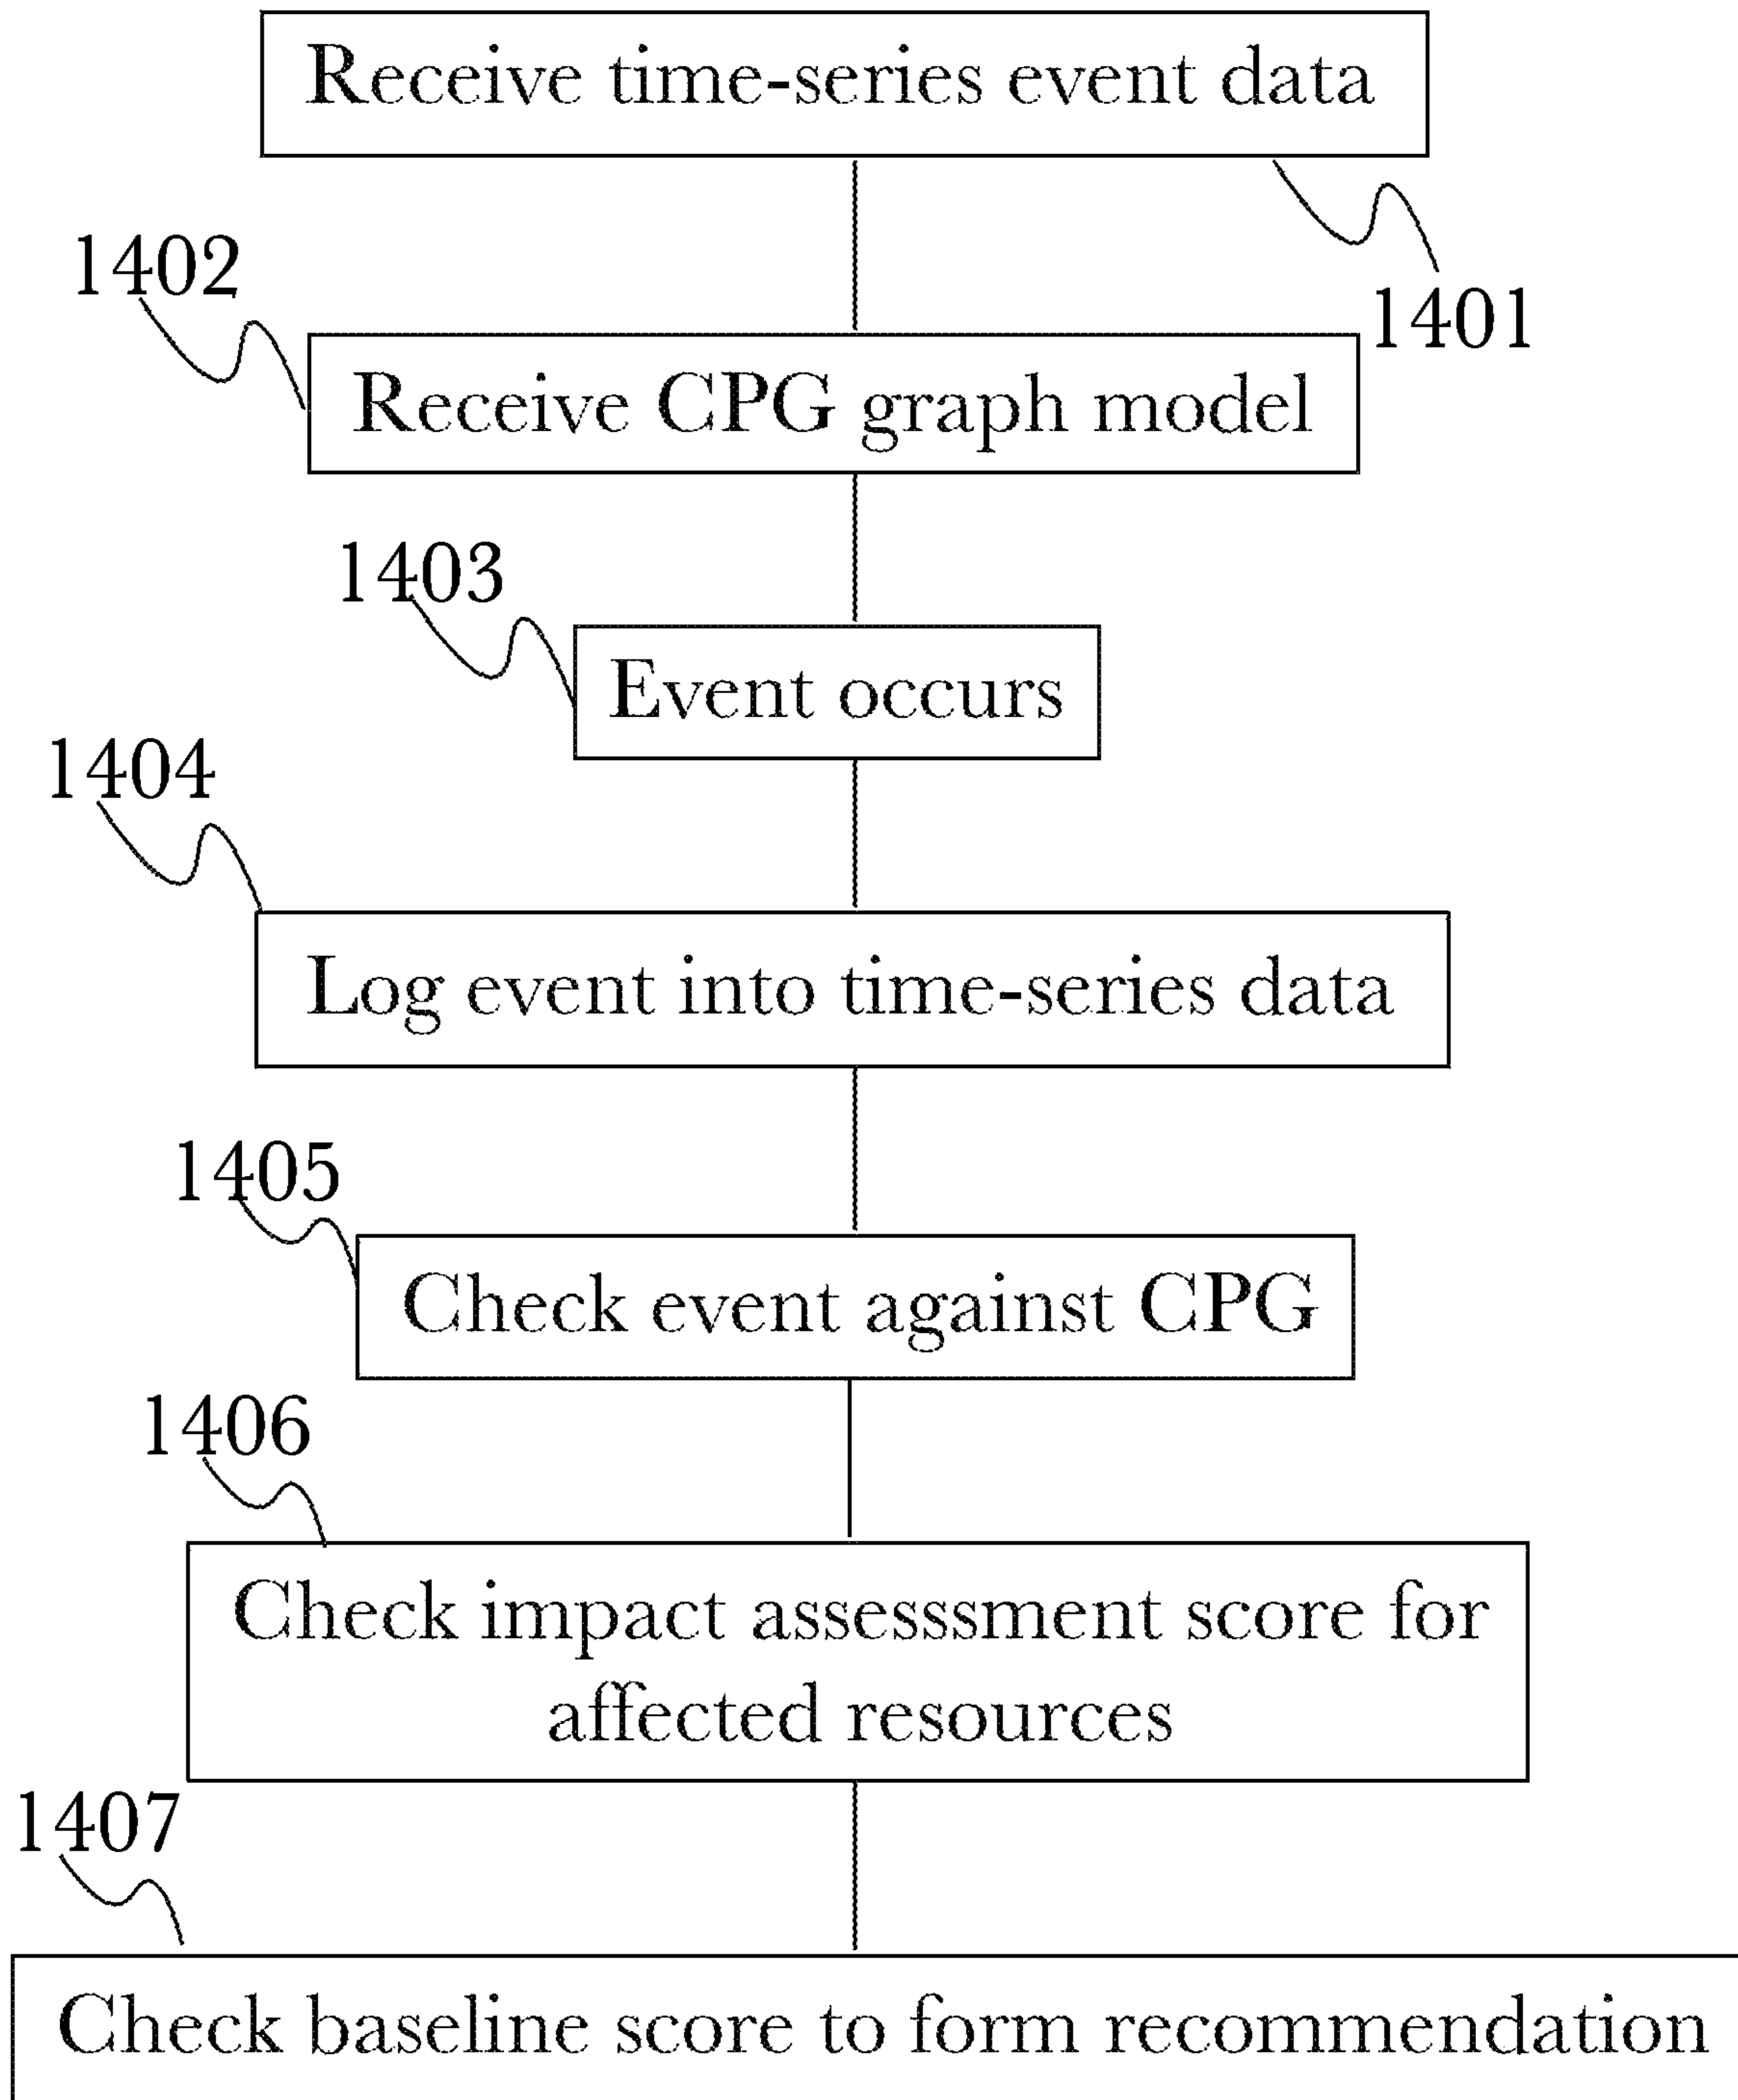 Receive time-series event data
1401
1402
Receive CPG graph model
1403
Event occurs
1404
Log event into time-series data
1405
Check event against CPG
1406
Check impact assesssment score for
affected resources
1407
Check baseline score to form recommendation